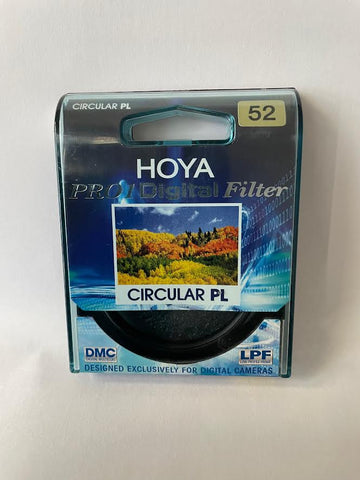 CIRCULAR PL
52
HOYA
PRO1 Digital Filter
CIRCULAR PL
DMC
LPF
DESIGNED EXCLUSIVELY FOR DIGITAL CAMERAS.